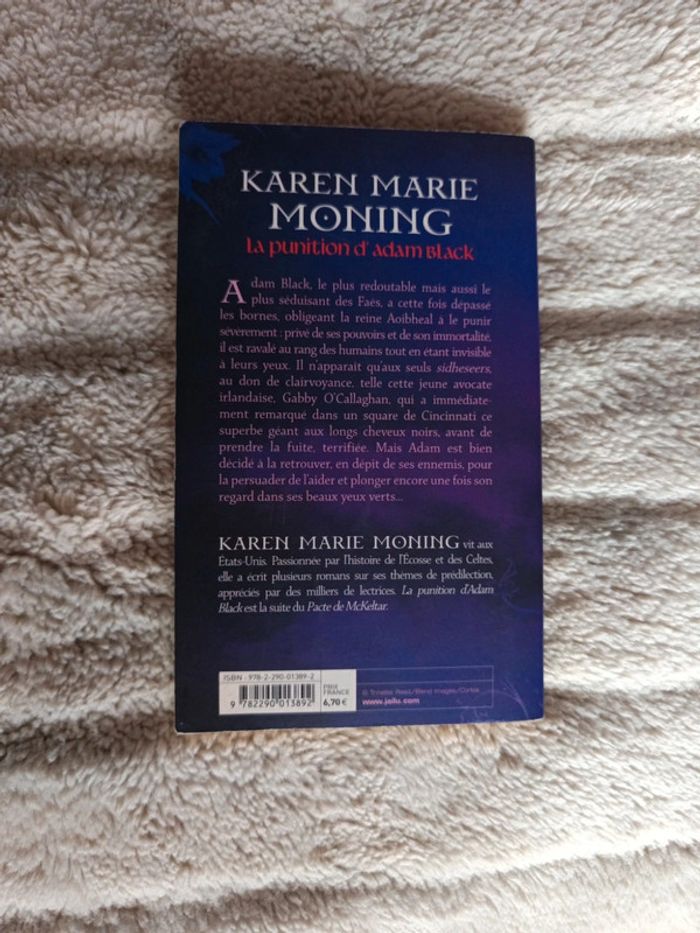 KAREN MARIE
MONING
la punition d'adam Black
Adam Black, le plus redoutable mais aussi le
plus séduisant des Faës, a cette fois dépassé
les bornes, obligeant la reine Aoibheal à le punir
sévèrement : privé de ses pouvoirs et de son immortalité,
il est ravalé au rang des humains tout en étant invisible
à leurs yeux. Il n'apparaît qu'aux seuls sidheseers,
au don de clairvoyance, telle cette jeune avocate
irlandaise, Gabby O'Callaghan, qui a immédiate-
ment remarqué dans un square de Cincinnati ce
superbe géant aux longs cheveux noirs, avant de
prendre la fuite, terrifiée. Mais Adam est bien
décidé à la retrouver, en dépit de ses ennemis, pour
la persuader de l'aider et plonger encore une fois son
regard dans ses beaux yeux verts...
KAREN MARIE MONING vit aux
États-Unis. Passionnée par l'histoire de l'Écosse et des Celtes,
elle a écrit plusieurs romans sur ses thèmes de prédilection,
appréciés par des milliers de lectrices. La punition d'Adam
Black est la suite du Pacte de McKeltar.
ISBN : 978-2-290-01389-2
9 782290 013892
PRIX
FRANCE
6,70 €
Reed/Blend Images/Corbis
www.jailu.com